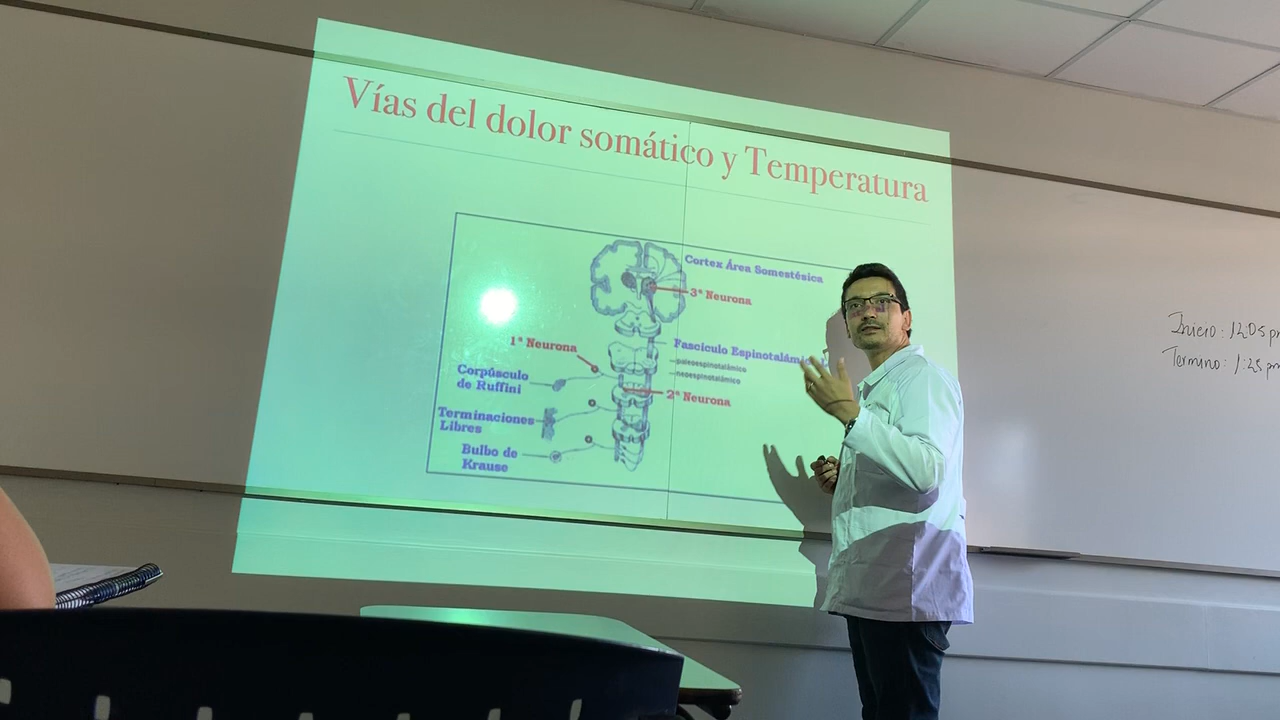 Vías del dolor somático y Temperatura
Cortex Área Somestésica
3ª Neurona
1ª Neurona
Fascículo Espinotalám
paleoespinotalámico
neoespinotalámico
Corpúsculo
de Ruffini
2ª Neurona
Terminaciones
Libres
Bulbo de
Krause
Inicio: 12:05 pm
Termino: 1:25 pm